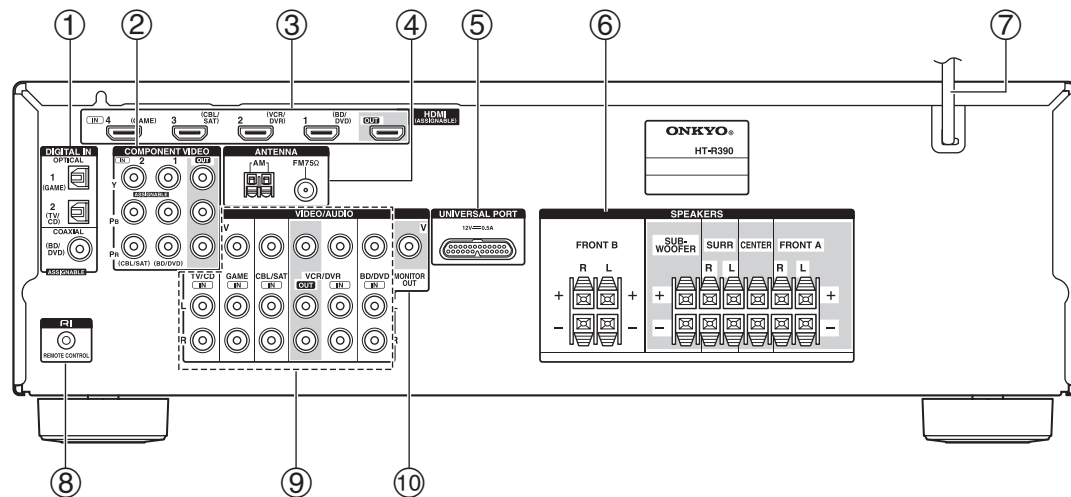 ① ② ③ ④ ⑤ ⑥ ⑦
IN 4 (GAME) 3 (CBL/SAT) 2 (VCR/DVR) 1 (BD/DVD) OUT
HDMI
(ASSIGNABLE)
DIGITAL IN
OPTICAL
1
(GAME)
2
(TV/CD)
COAXIAL
(BD/DVD)
ASSIGNABLE
COMPONENT VIDEO
IN 2 1 OUT
Y
ASSIGNABLE
PB
PR
(CBL/SAT) (BD/DVD)
ANTENNA
AM FM75Ω
ONKYO®
HT-R390
VIDEO/AUDIO
V V
TV/CD GAME CBL/SAT VCR/DVR BD/DVD
IN IN IN OUT IN IN
L L
R R
MONITOR
OUT
UNIVERSAL PORT
12V⎓0.5A
SPEAKERS
FRONT B
R L
+ +
− −
SUB-
WOOFER
SURR
R L
CENTER
FRONT A
R L
+ +
− −
RI
REMOTE CONTROL
⑧ ⑨ ⑩